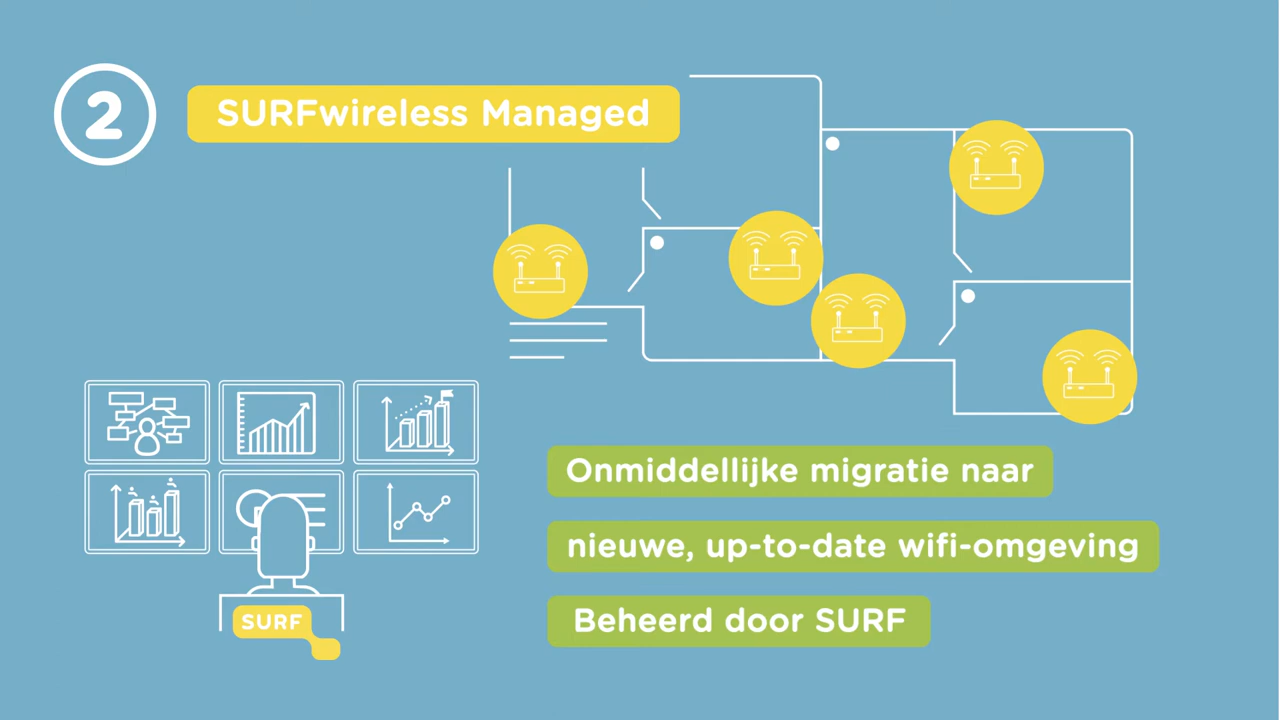 2
SURFwireless Managed
Onmiddellijke migratie naar
nieuwe, up-to-date wifi-omgeving
Beheerd door SURF
SURF